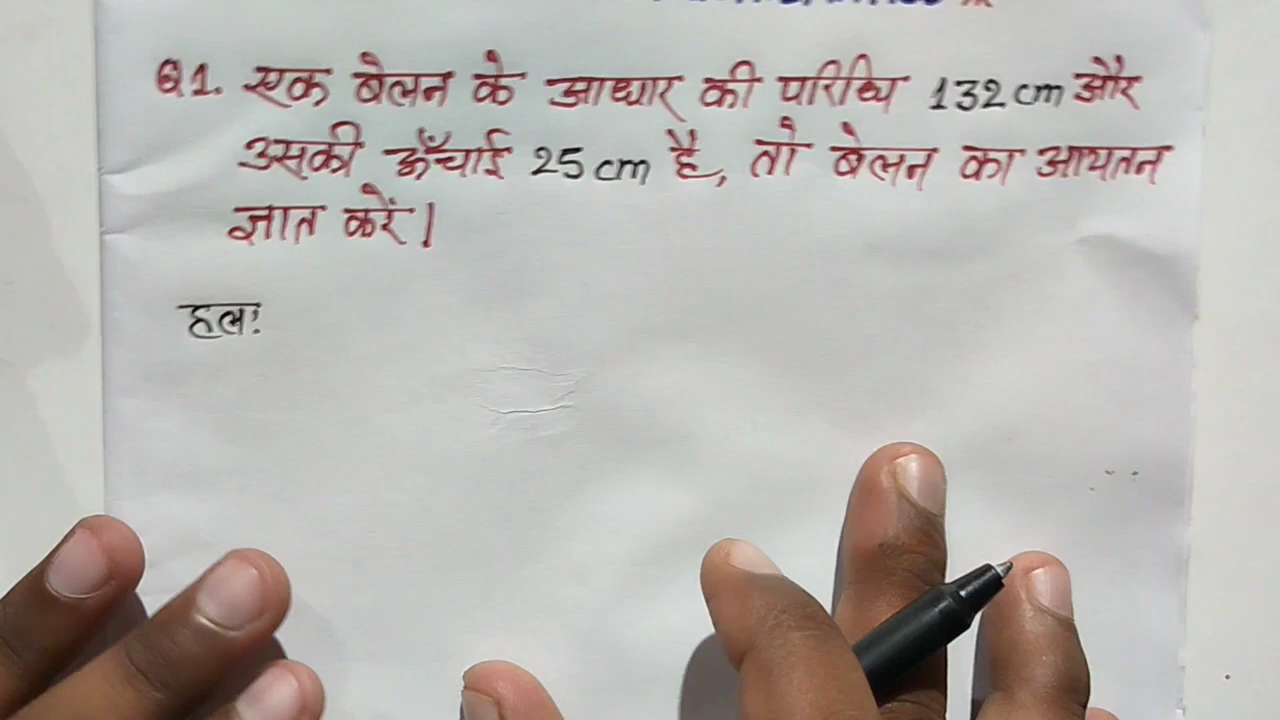 Q1. एक बेलन के आधार की परिधि 132 cm और
उसकी ऊँचाई 25 cm है, तो बेलन का आयतन
ज्ञात करें।
हल: